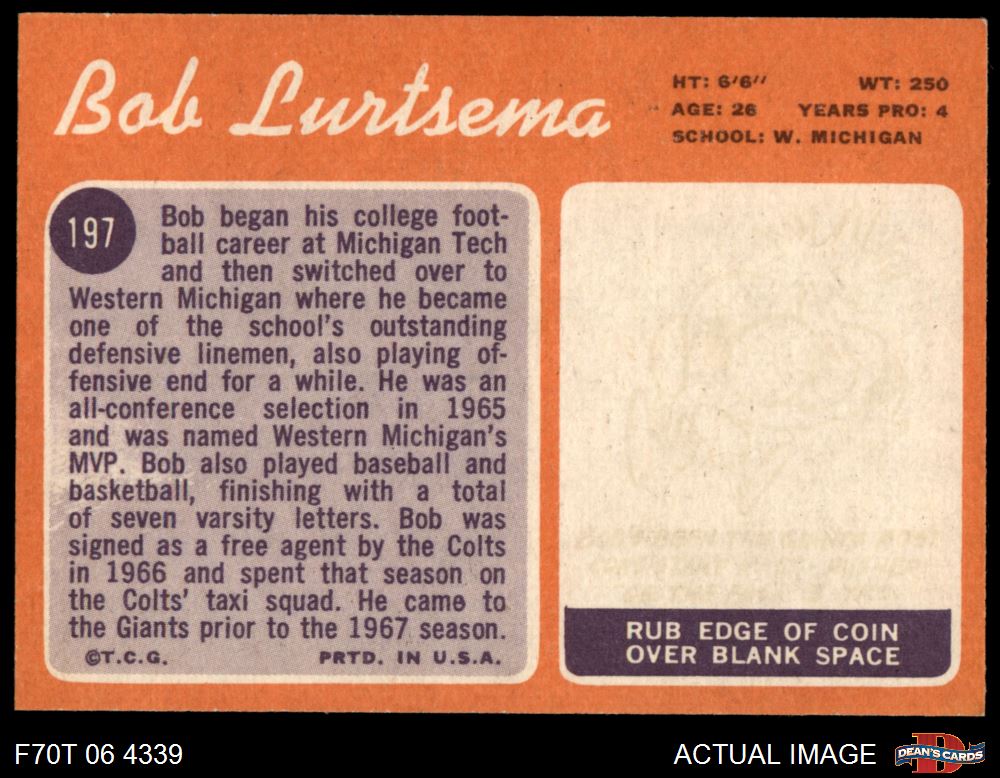 Bob Lurtsema
HT: 6'6" WT: 250
AGE: 26 YEARS PRO: 4
SCHOOL: W. MICHIGAN
197
Bob began his college foot-
ball career at Michigan Tech
and then switched over to
Western Michigan where he became
one of the school's outstanding
defensive linemen, also playing of-
fensive end for a while. He was an
all-conference selection in 1965
and was named Western Michigan's
MVP. Bob also played baseball and
basketball, finishing with a total
of seven varsity letters. Bob was
signed as a free agent by the Colts
in 1966 and spent that season on
the Colts' taxi squad. He came to
the Giants prior to the 1967 season.
©T.C.G. PRTD. IN U.S.A.
RUB EDGE OF COIN
OVER BLANK SPACE
F70T 06 4339
ACTUAL IMAGE
DEAN'S CARDS